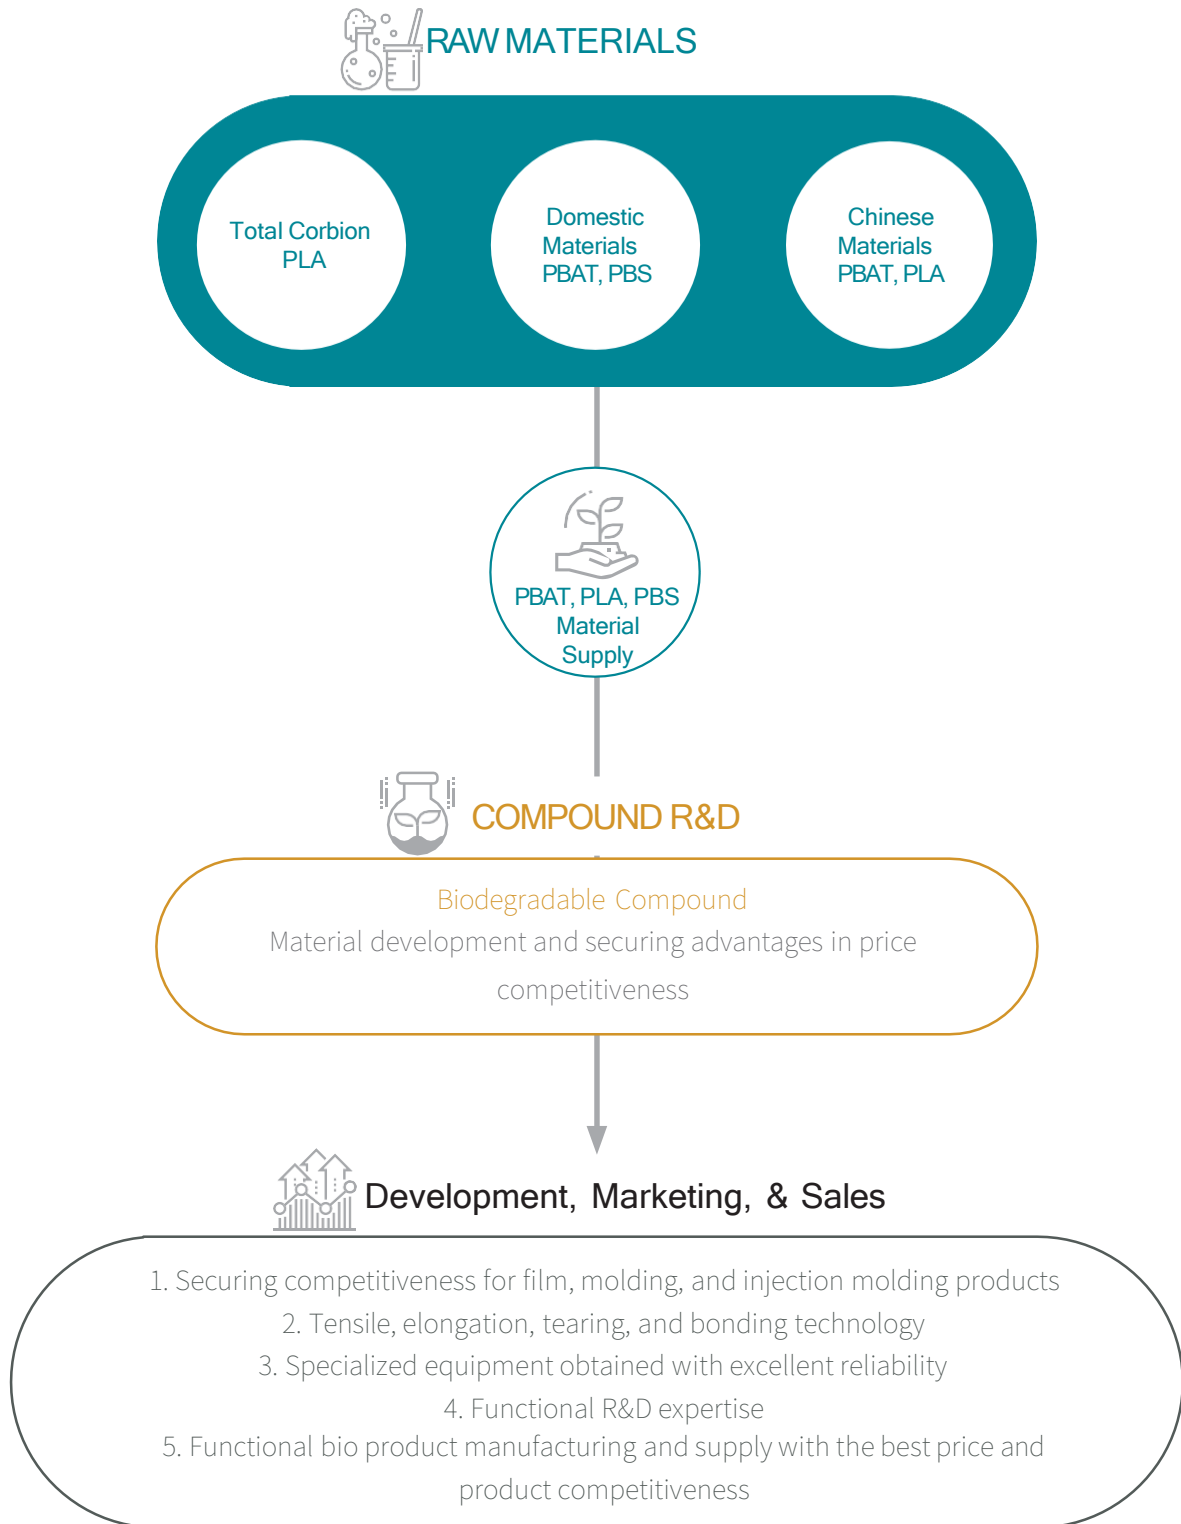 RAW MATERIALS
Total Corbion
PLA
Domestic
Materials
PBAT, PBS
Chinese
Materials
PBAT, PLA
PBAT, PLA, PBS
Material
Supply
COMPOUND R&D
Biodegradable Compound
Material development and securing advantages in price
competitiveness
Development, Marketing, & Sales
1. Securing competitiveness for film, molding, and injection molding products
2. Tensile, elongation, tearing, and bonding technology
3. Specialized equipment obtained with excellent reliability
4. Functional R&D expertise
5. Functional bio product manufacturing and supply with the best price and
product competitiveness